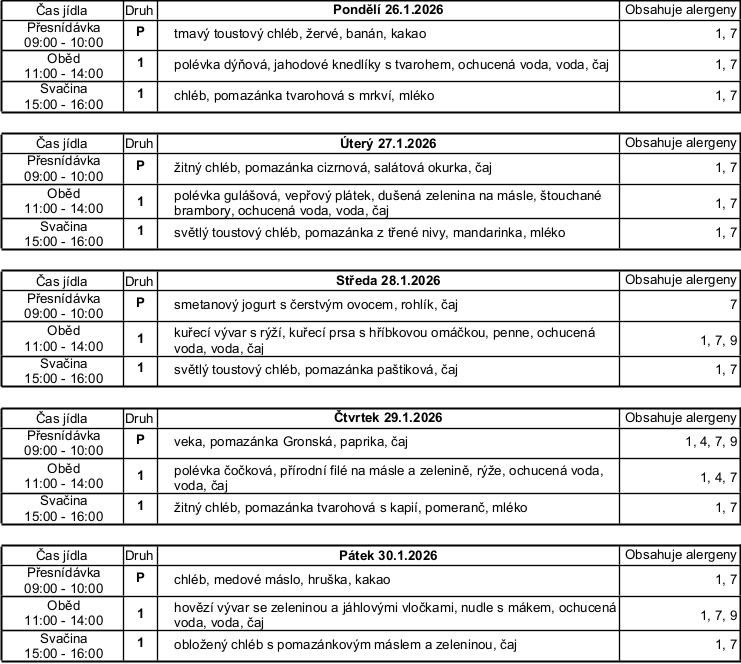 Čas jídla Druh Pondělí 26.1.2026 Obsahuje alergeny
Přesnídávka
09:00 - 10:00 P tmavý toustový chléb, žervé, banán, kakao 1, 7
Oběd
11:00 - 14:00 1 polévka dýňová, jahodové knedlíky s tvarohem, ochucená voda, voda, čaj 1, 7
Svačina
15:00 - 16:00 1 chléb, pomazánka tvarohová s mrkví, mléko 1, 7
Čas jídla Druh Úterý 27.1.2026 Obsahuje alergeny
Přesnídávka
09:00 - 10:00 P žitný chléb, pomazánka cizrnová, salátová okurka, čaj 1, 7
Oběd 1 polévka gulášová, vepřový plátek, dušená zelenina na másle, šťouchané 1, 7
11:00 - 14:00 brambory, ochucená voda, voda, čaj
Svačina
15:00 - 16:00 1 světlý toustový chléb, pomazánka z třené nivy, mandarinka, mléko 1, 7
Čas jídla Druh Středa 28.1.2026 Obsahuje alergeny
Přesnídávka
09:00 - 10:00 P smetanový jogurt s čerstvým ovocem, rohlík, čaj 7
Oběd 1 kuřecí vývar s rýží, kuřecí prsa s hříbkovou omáčkou, penne, ochucená 1, 7, 9
11:00 - 14:00 voda, voda, čaj
Svačina
15:00 - 16:00 1 světlý toustový chléb, pomazánka paštiková, čaj 1, 7
Čas jídla Druh Čtvrtek 29.1.2026 Obsahuje alergeny
Přesnídávka
09:00 - 10:00 P veka, pomazánka Gronská, paprika, čaj 1, 4, 7, 9
Oběd 1 polévka čočková, přírodní filé na másle a zelenině, rýže, ochucená voda, 1, 4, 7
11:00 - 14:00 voda, čaj
Svačina
15:00 - 16:00 1 žitný chléb, pomazánka tvarohová s kapií, pomeranč, mléko 1, 7
Čas jídla Druh Pátek 30.1.2026 Obsahuje alergeny
Přesnídávka
09:00 - 10:00 P chléb, medové máslo, hruška, kakao 1, 7
Oběd 1 hovězí vývar se zeleninou a jáhlovými vločkami, nudle s mákem, ochucená 1, 7, 9
11:00 - 14:00 voda, voda, čaj
Svačina
15:00 - 16:00 1 obložený chléb s pomazánkovým máslem a zeleninou, čaj 1, 7